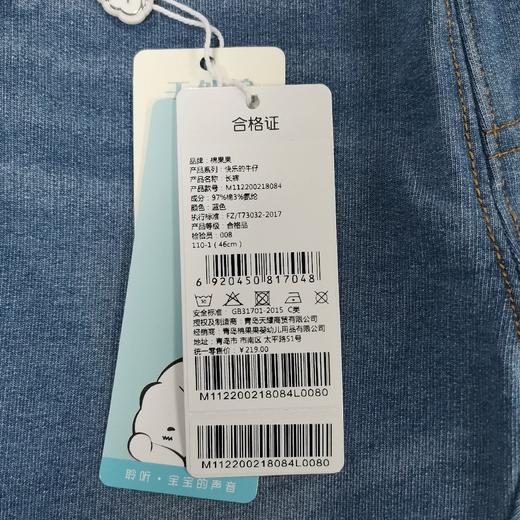 合格证
品牌：棉果果
产品系列：快乐的牛仔
产品名称：长裤
产品款号：M112200218084
成分：97%棉3%氨纶
颜色：蓝色
执行标准：FZ/T73032-2017
产品等级：合格品
检验员：008
110-1（46cm）
6 920450 817048
安全标准：GB31701-2015 C类
授权及制造商：青岛天耀商贸有限公司
经销商：青岛棉果果婴幼儿用品有限公司
地址：青岛市 市南区 太平路51号
统一零售价：￥219.00
M112200218084L0080
M112200218084L0080
聆听·宝宝的声音